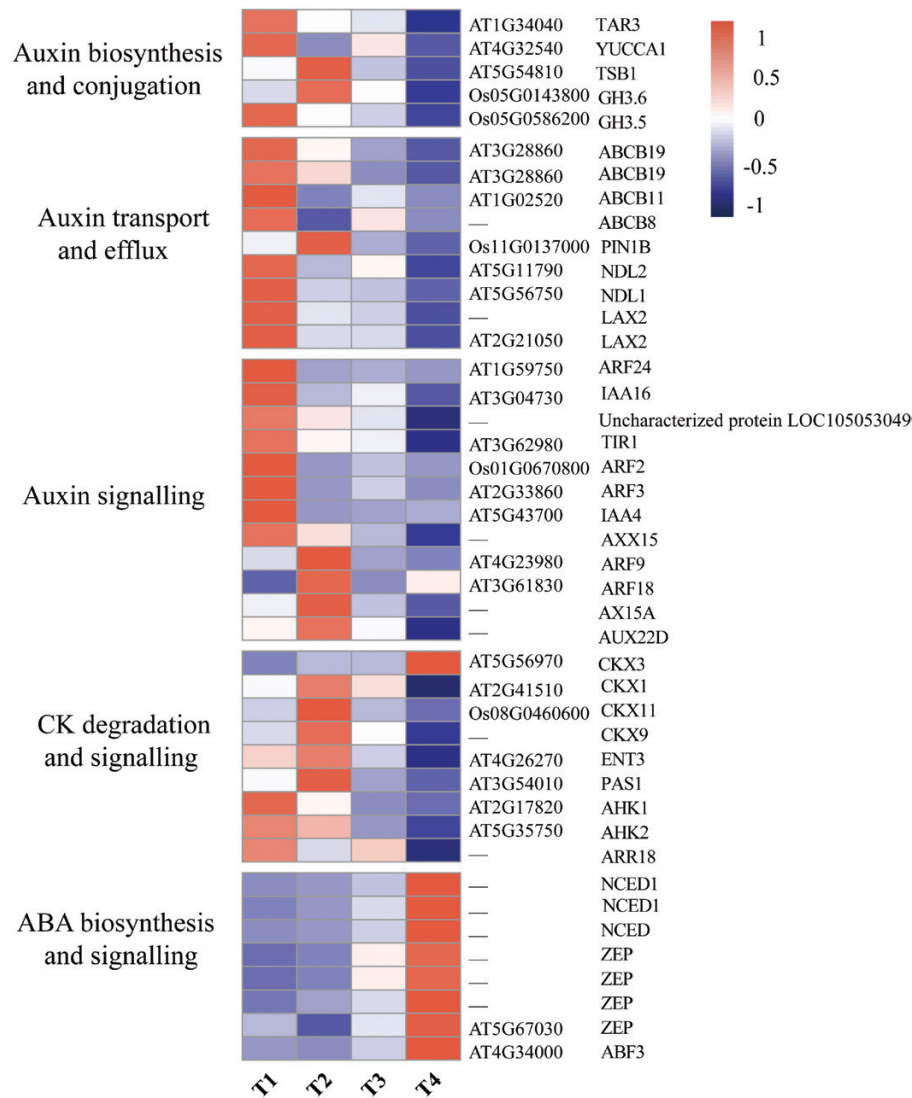 Auxin biosynthesis
and conjugation
AT1G34040 TAR3
AT4G32540 YUCCA1
AT5G54810 TSB1
Os05G0143800 GH3.6
Os05G0586200 GH3.5
1
0.5
0
-0.5
-1
Auxin transport
and efflux
AT3G28860 ABCB19
AT3G28860 ABCB19
AT1G02520 ABCB11
— ABCB8
Os11G0137000 PIN1B
AT5G11790 NDL2
AT5G56750 NDL1
— LAX2
AT2G21050 LAX2
Auxin signalling
AT1G59750 ARF24
AT3G04730 IAA16
— Uncharacterized protein LOC105053049
AT3G62980 TIR1
Os01G0670800 ARF2
AT2G33860 ARF3
AT5G43700 IAA4
— AXX15
AT4G23980 ARF9
AT3G61830 ARF18
— AX15A
— AUX22D
CK degradation
and signalling
AT5G56970 CKX3
AT2G41510 CKX1
Os08G0460600 CKX11
— CKX9
AT4G26270 ENT3
AT3G54010 PAS1
AT2G17820 AHK1
AT5G35750 AHK2
— ARR18
ABA biosynthesis
and signalling
— NCED1
— NCED1
— NCED
— ZEP
— ZEP
— ZEP
AT5G67030 ZEP
AT4G34000 ABF3
T1 T2 T3 T4